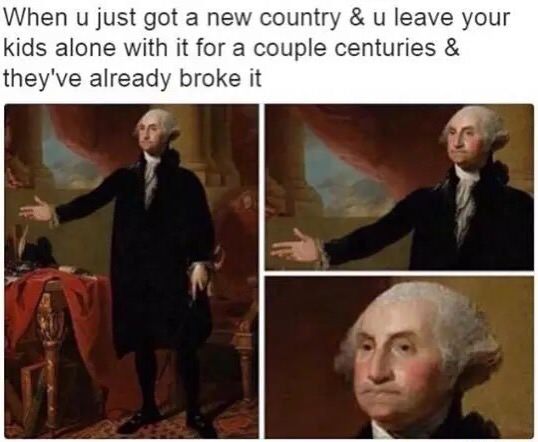 When u just got a new country & u leave your
kids alone with it for a couple centuries &
they've already broke it